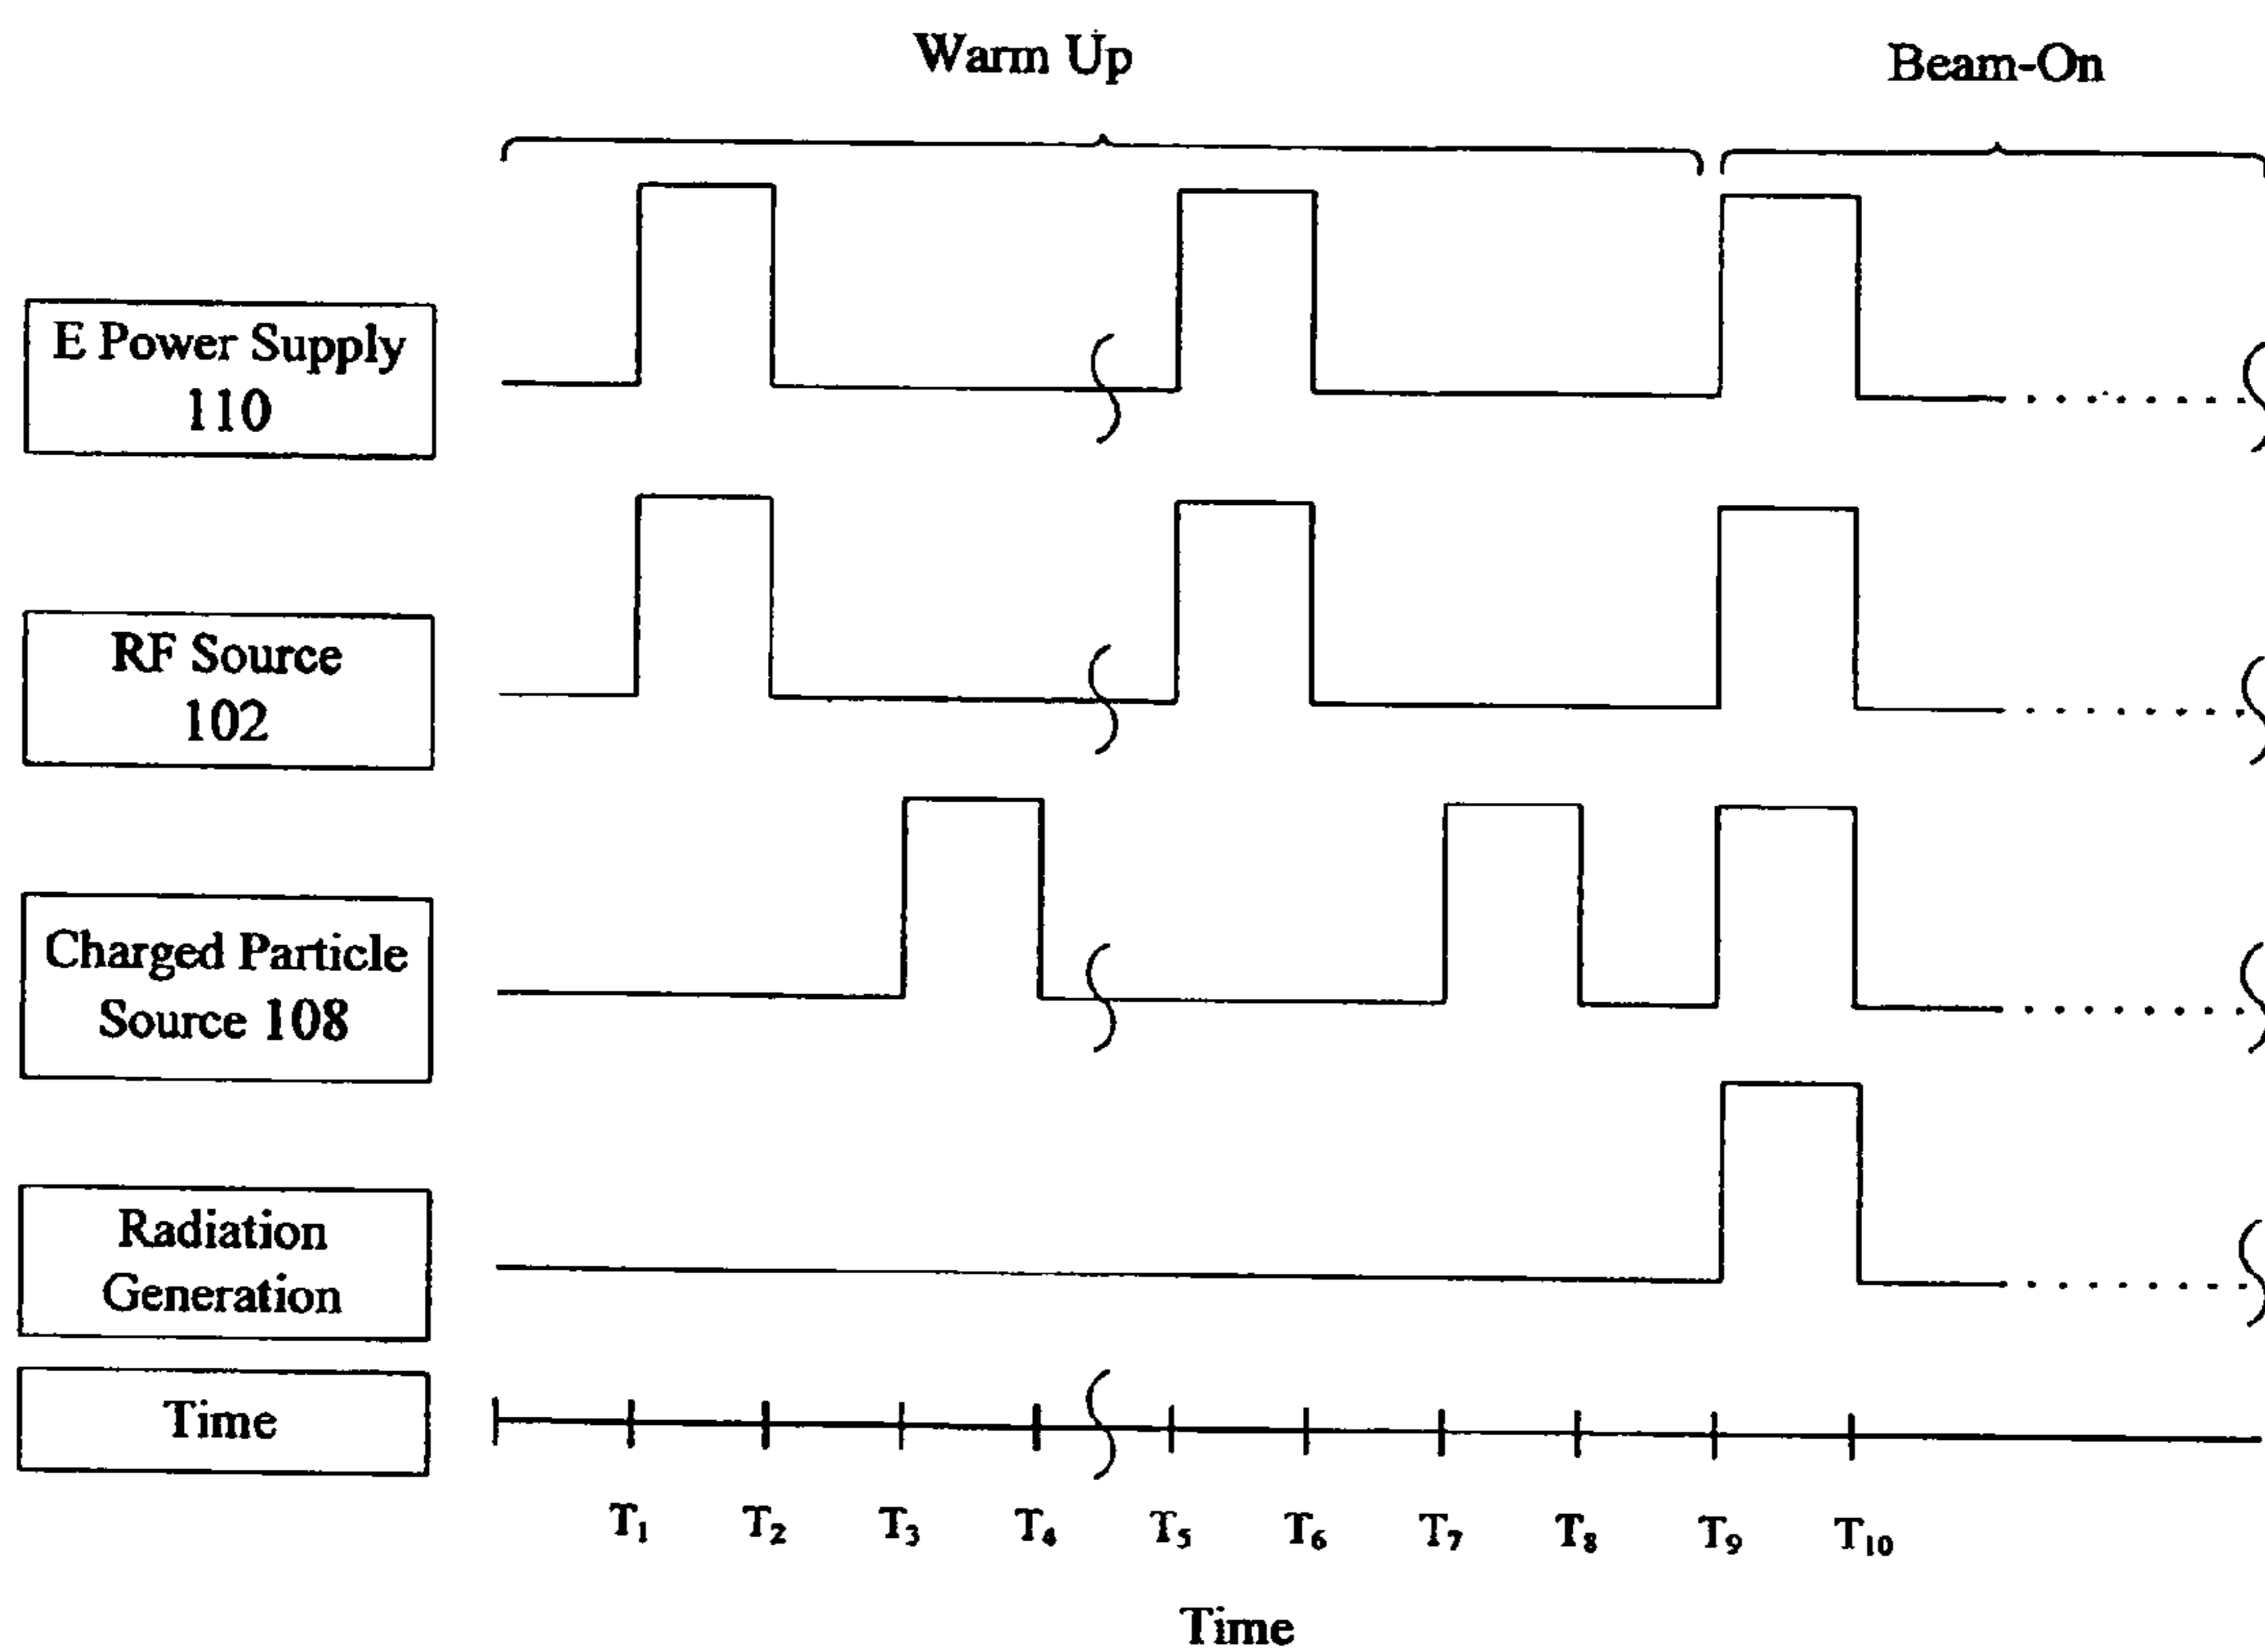 Warm Up
Beam-On
E Power Supply
110
RF Source
102
Charged Particle
Source 108
Radiation
Generation
Time
T₁ T₂ T₃ T₄ T₅ T₆ T₇ T₈ T₉ T₁₀
Time